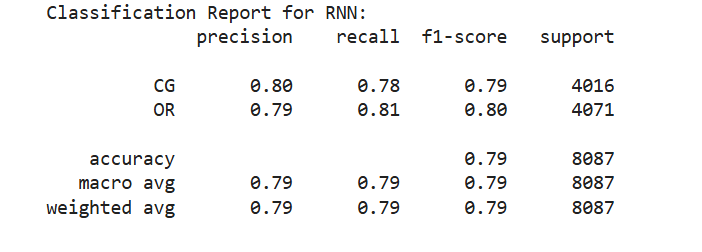 Classification Report for RNN:
precision recall f1-score support
CG 0.80 0.78 0.79 4016
OR 0.79 0.81 0.80 4071
accuracy 0.79 8087
macro avg 0.79 0.79 0.79 8087
weighted avg 0.79 0.79 0.79 8087